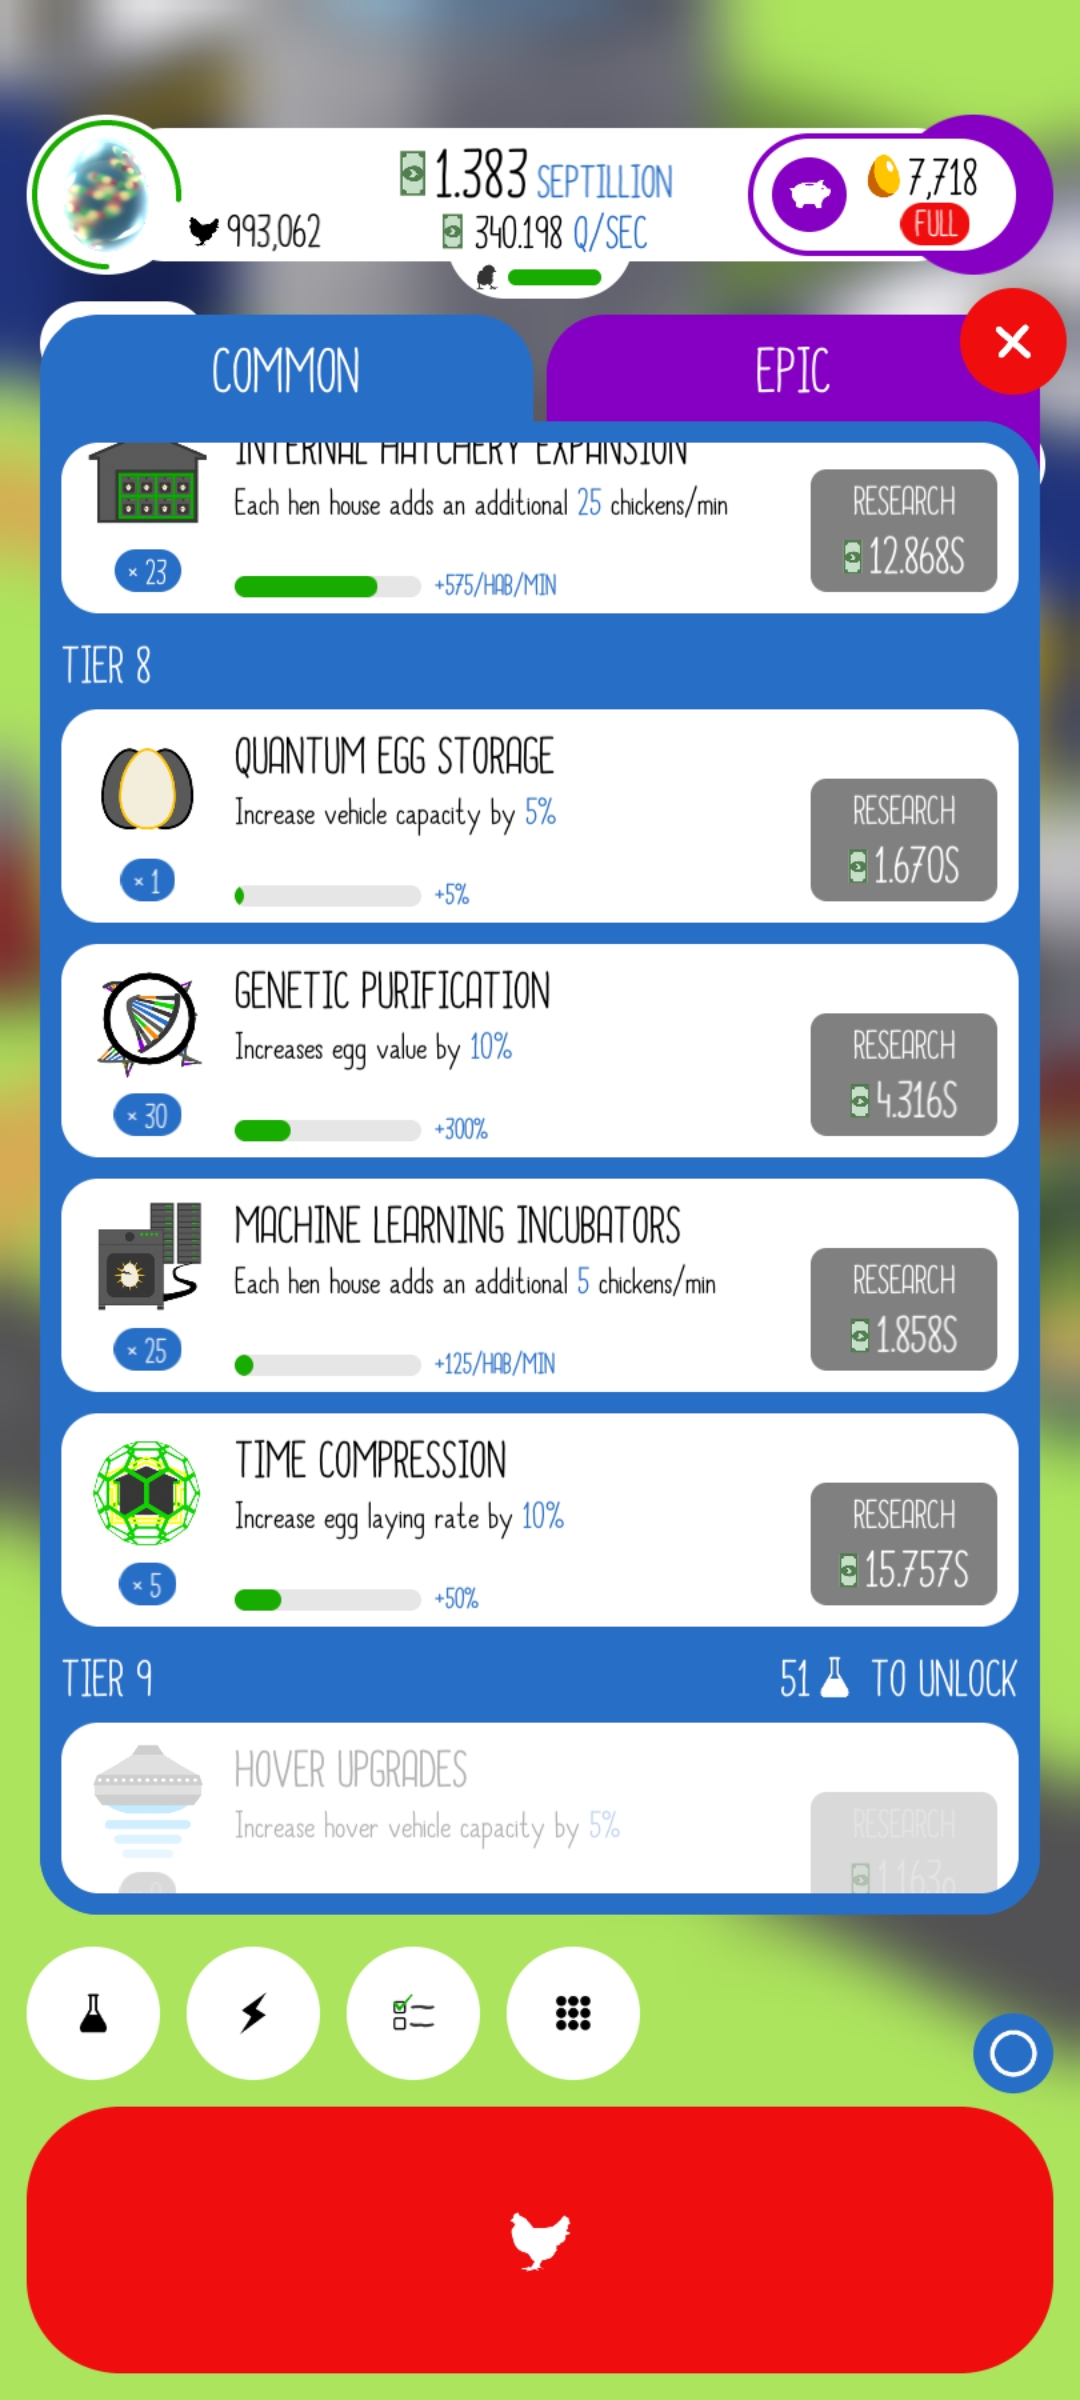 1.383 SEPTILLION
7,718
993,062
340.198 Q/SEC
FULL
COMMON
EPIC
INTERNAL HATCHERY EXPANSION
Each hen house adds an additional 25 chickens/min
RESEARCH
12.868S
× 23
+575/HAB/MIN
TIER 8
QUANTUM EGG STORAGE
Increase vehicle capacity by 5%
RESEARCH
1.670S
× 1
+5%
GENETIC PURIFICATION
Increases egg value by 10%
RESEARCH
4.316S
× 30
+300%
MACHINE LEARNING INCUBATORS
Each hen house adds an additional 5 chickens/min
RESEARCH
1.858S
× 25
+125/HAB/MIN
TIME COMPRESSION
Increase egg laying rate by 10%
RESEARCH
15.757S
× 5
+50%
TIER 9
51 TO UNLOCK
HOVER UPGRADES
Increase hover vehicle capacity by 5%
RESEARCH